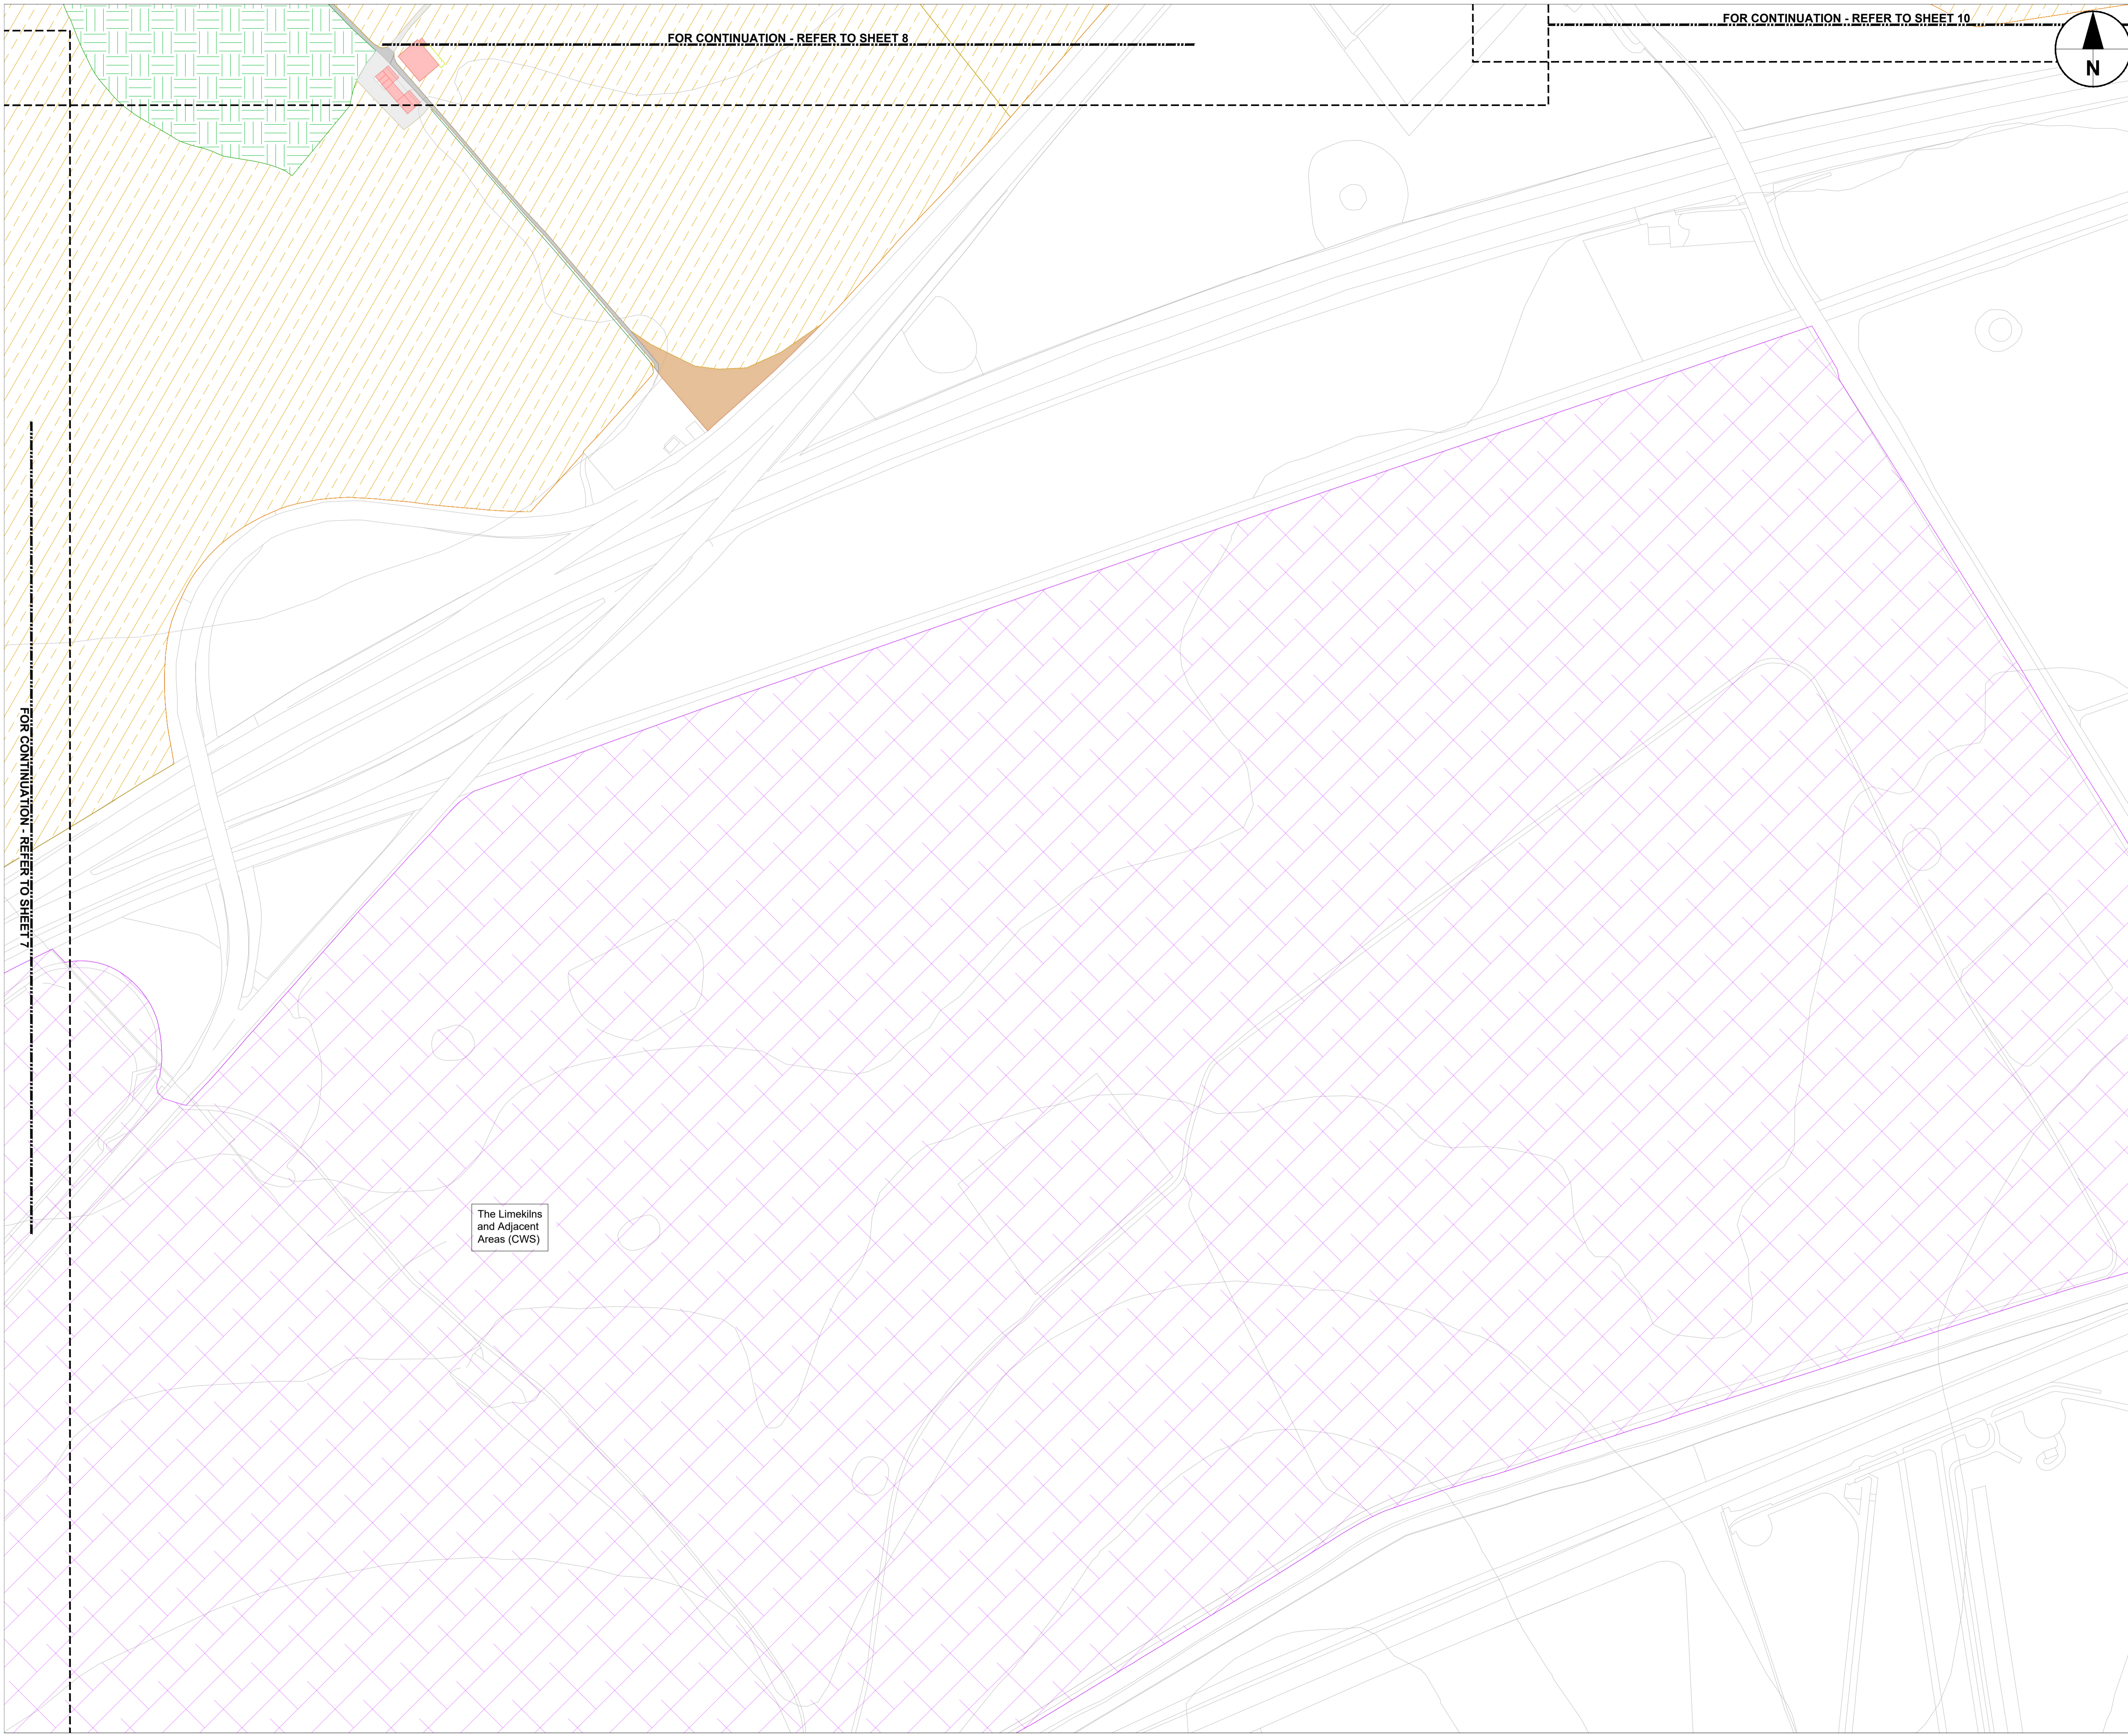 FOR CONTINUATION - REFER TO SHEET 10
FOR CONTINUATION - REFER TO SHEET 8
N
FOR CONTINUATION - REFER TO SHEET 7
The Limekilns
and Adjacent
Areas (CWS)